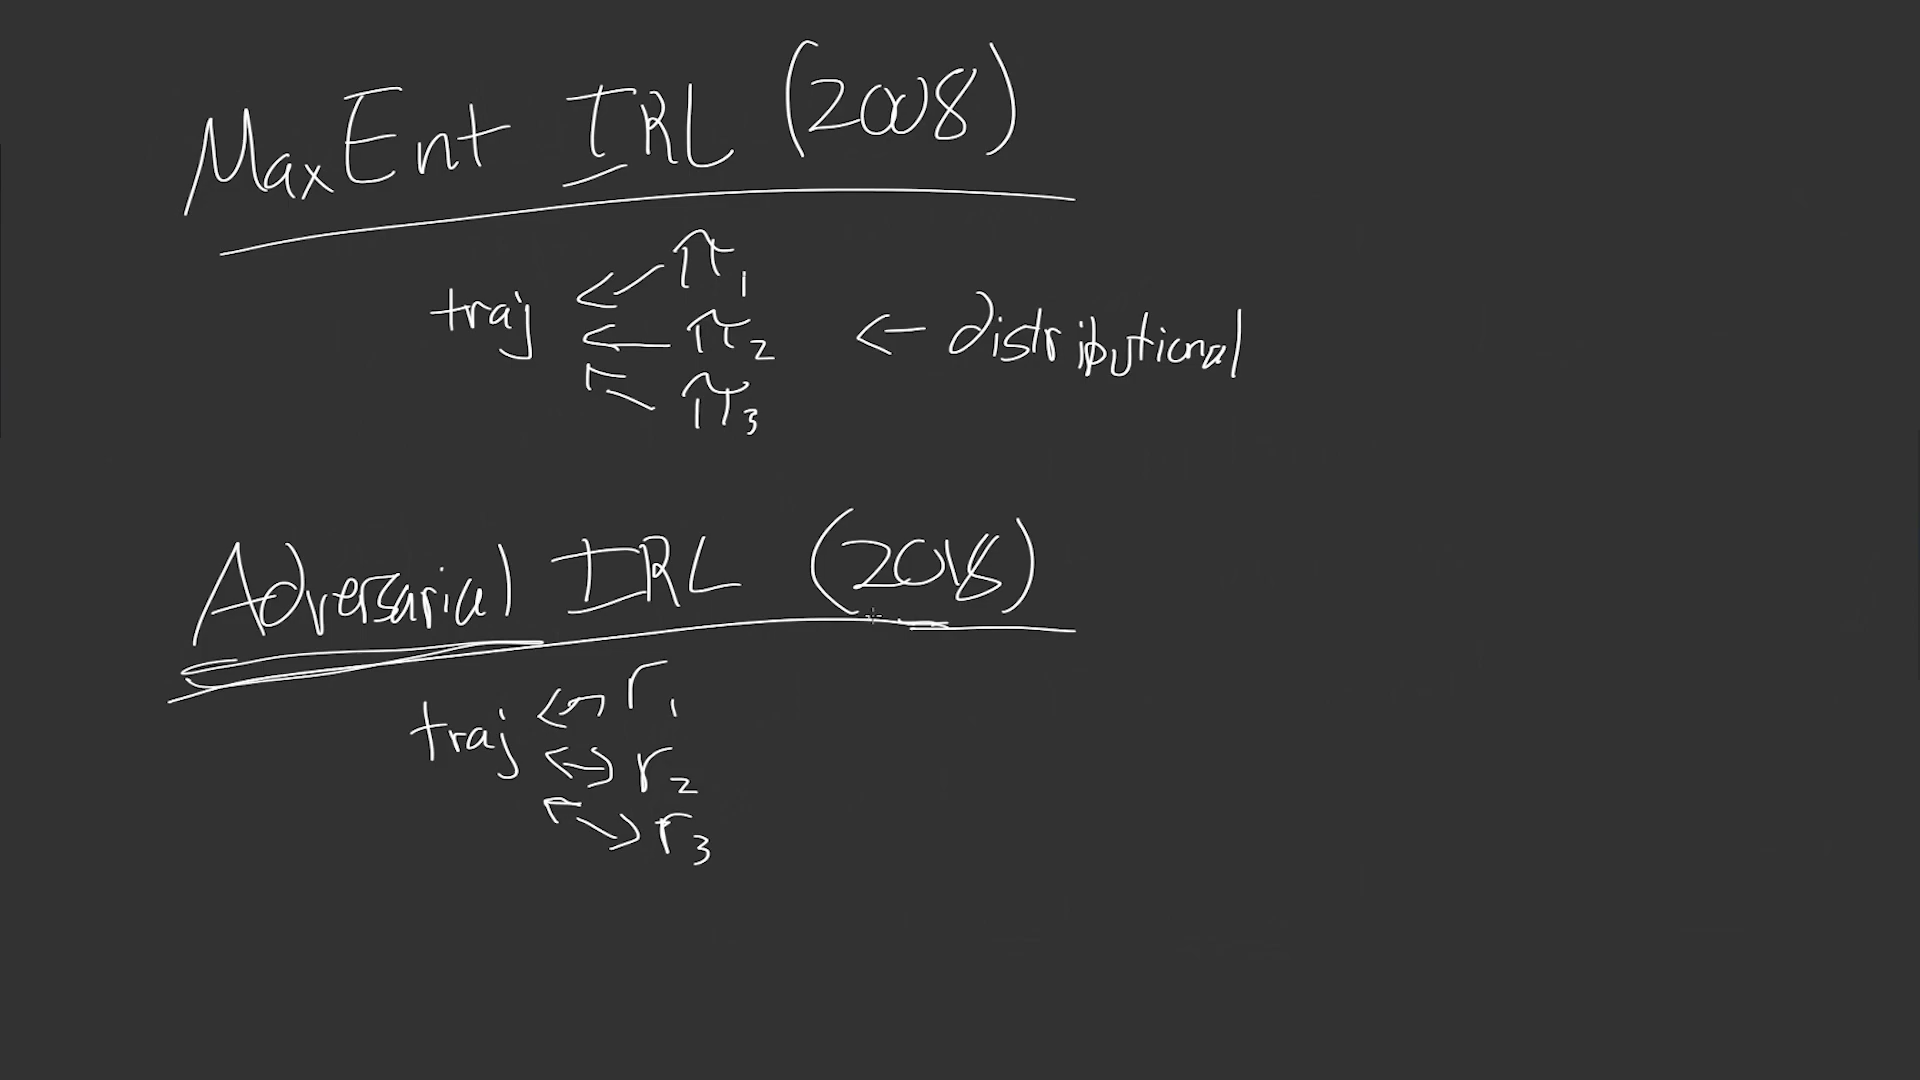 MaxEnt IRL (2008)
traj ← π₁
← π₂ ← distributional
← π₃
Adversarial IRL (2018)
traj ↔ r₁
↔ r₂
↔ r₃